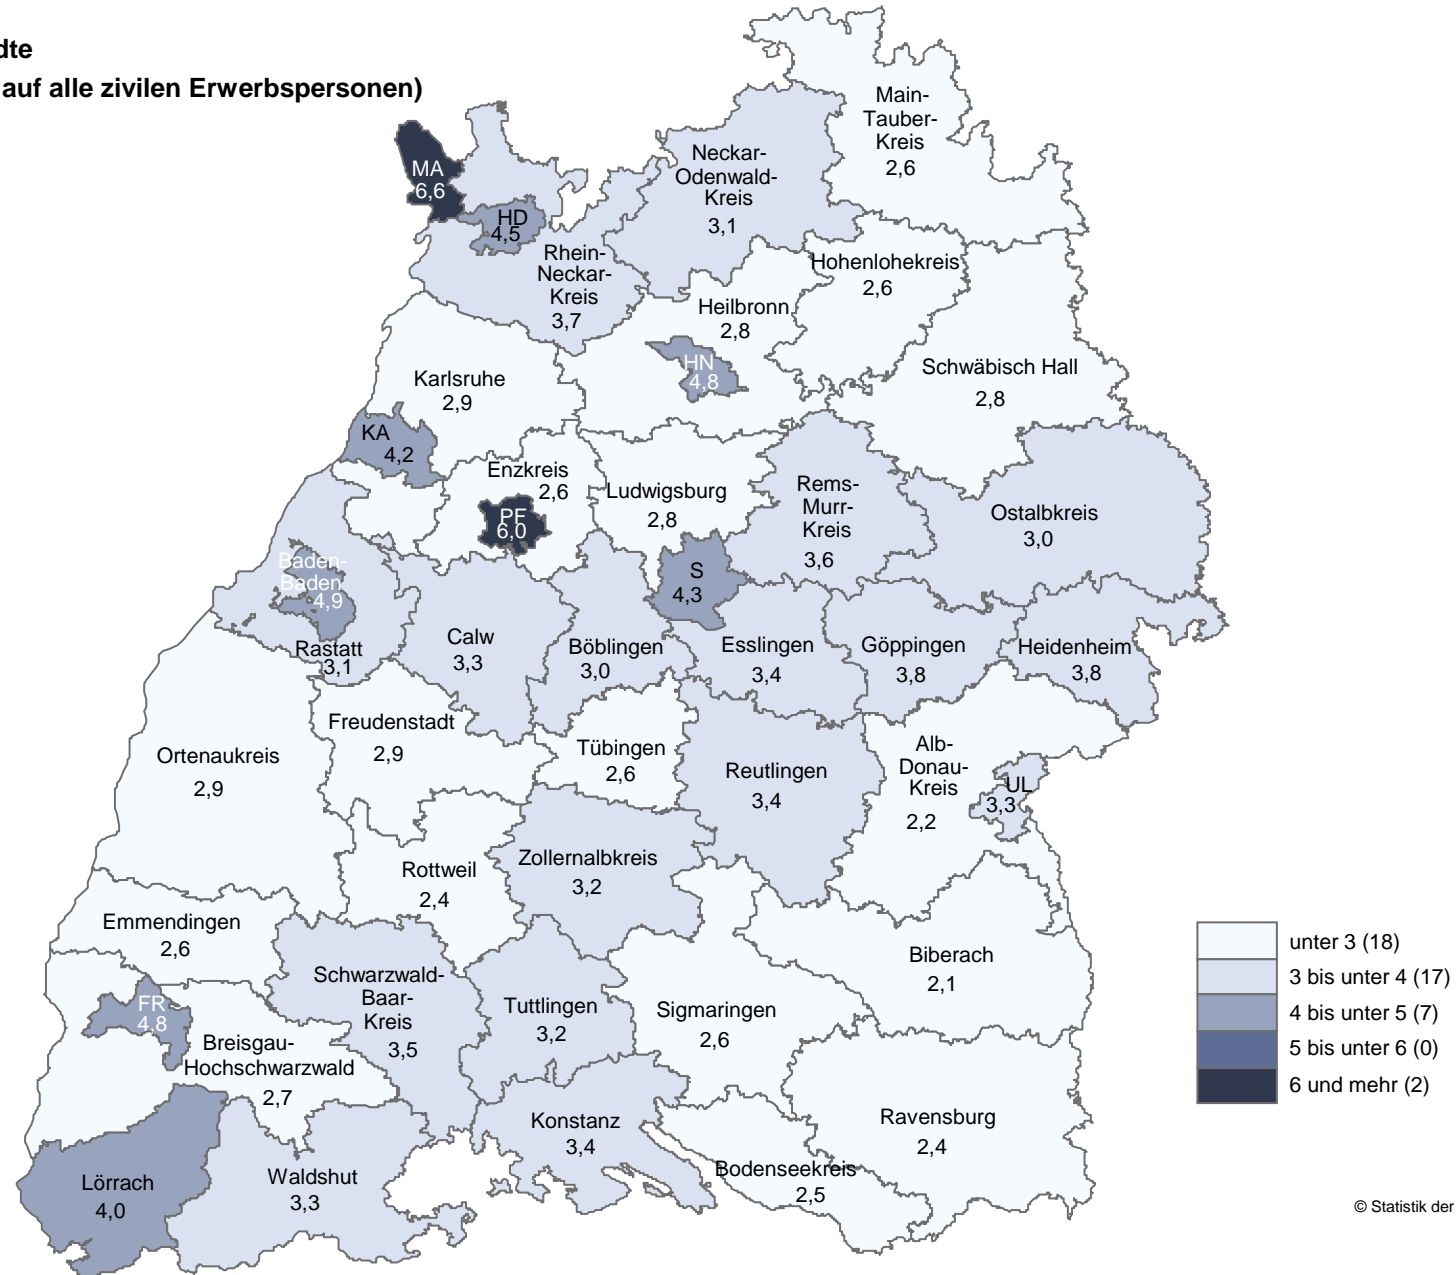 dte
auf alle zivilen Erwerbspersonen)
Main-
Tauber-
Kreis
2,6
MA
6,6
Neckar-
Odenwald-
Kreis
3,1
HD
4,5
Rhein-
Neckar-
Kreis
3,7
Hohenlohekreis
2,6
Heilbronn
2,8
HN
4,8
Schwäbisch Hall
2,8
Karlsruhe
2,9
KA
4,2
Enzkreis
2,6
PF
6,0
Ludwigsburg
2,8
Rems-
Murr-
Kreis
3,6
Ostalbkreis
3,0
Baden-
Baden
4,9
S
4,3
Rastatt
3,1
Calw
3,3
Böblingen
3,0
Esslingen
3,4
Göppingen
3,8
Heidenheim
3,8
Freudenstadt
2,9
Ortenaukreis
2,9
Tübingen
2,6
Reutlingen
3,4
Alb-
Donau-
Kreis
2,2
UL
3,3
Rottweil
2,4
Zollernalbkreis
3,2
Emmendingen
2,6
Biberach
2,1
Schwarzwald-
Baar-
Kreis
3,5
Tuttlingen
3,2
Sigmaringen
2,6
FR
4,8
Breisgau-
Hochschwarzwald
2,7
Konstanz
3,4
Ravensburg
2,4
Bodenseekreis
2,5
Lörrach
4,0
Waldshut
3,3
unter 3 (18)
3 bis unter 4 (17)
4 bis unter 5 (7)
5 bis unter 6 (0)
6 und mehr (2)
© Statistik der